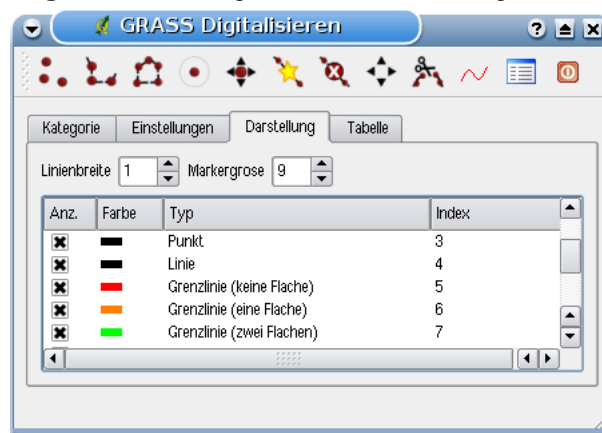 GRASS Digitalisieren
Kategorie Einstellungen Darstellung Tabelle
Linienbreite 1 Markergrose 9
Anz. Farbe Typ Index
Punkt 3
Linie 4
Grenzlinie (keine Flache) 5
Grenzlinie (eine Flache) 6
Grenzlinie (zwei Flachen) 7